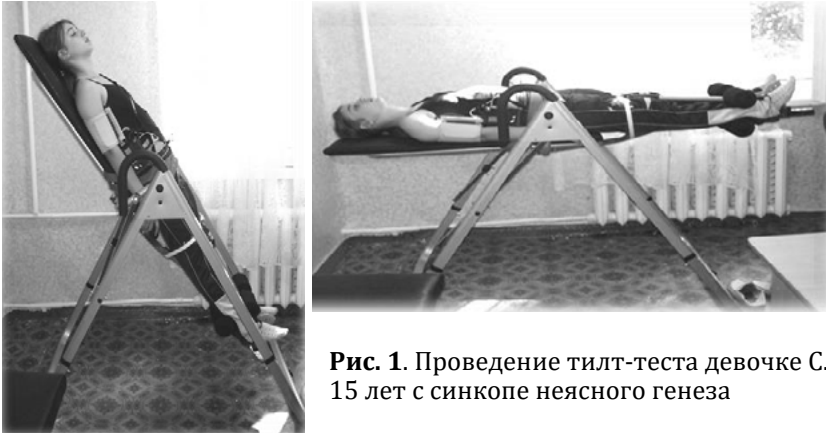 Рис. 1. Проведение тилт-теста девочке С.
15 лет с синкопе неясного генеза